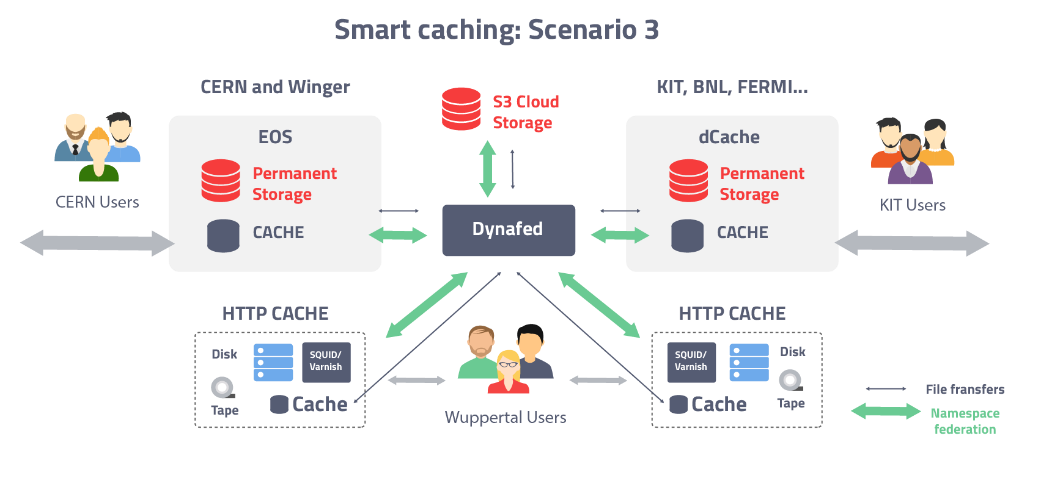 Smart caching: Scenario 3
CERN and Winger
KIT, BNL, FERMI...
S3 Cloud
Storage
EOS
Permanent
Storage
CACHE
CERN Users
Dynafed
dCache
Permanent
Storage
CACHE
KIT Users
HTTP CACHE
Disk
SQUID/
Varnish
Tape
Cache
Wuppertal Users
HTTP CACHE
SQUID/
Varnish
Disk
Cache
Tape
File fransfers
Namespace
federation